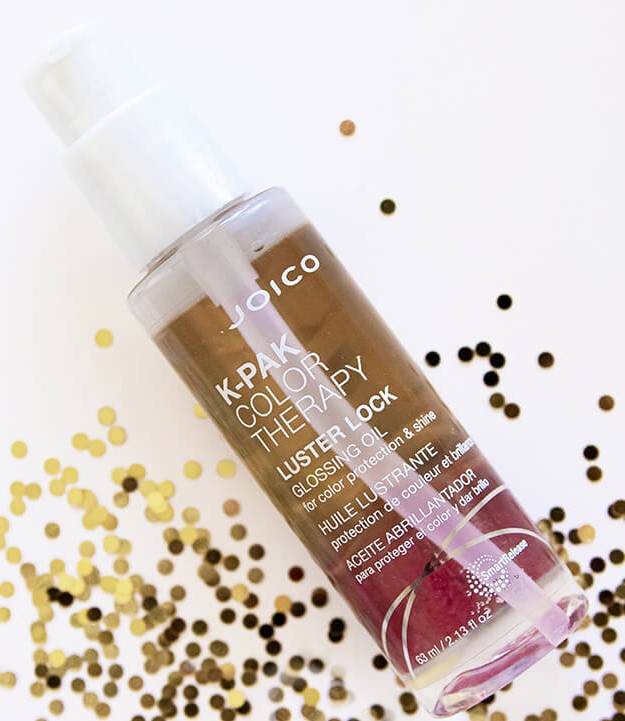 JOICO
K-PAK
COLOR
THERAPY
LUSTER LOCK
GLOSSING OIL
for color protection & shine
HUILE LUSTRANTE
protection de couleur et brillance
ACEITE ABRILLANTADOR
para proteger el color y dar brillo
SmartRelease
63 ml / 2.13 fl oz